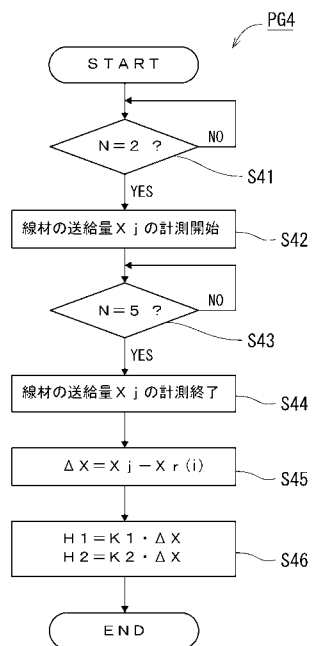 PG4
START
N=2 ?
NO
S41
YES
線材の送給量Xjの計測開始
S42
N=5 ?
NO
S43
YES
線材の送給量Xjの計測終了
S44
ΔX=Xj−Xr(i)
S45
H1=K1・ΔX
H2=K2・ΔX
S46
END